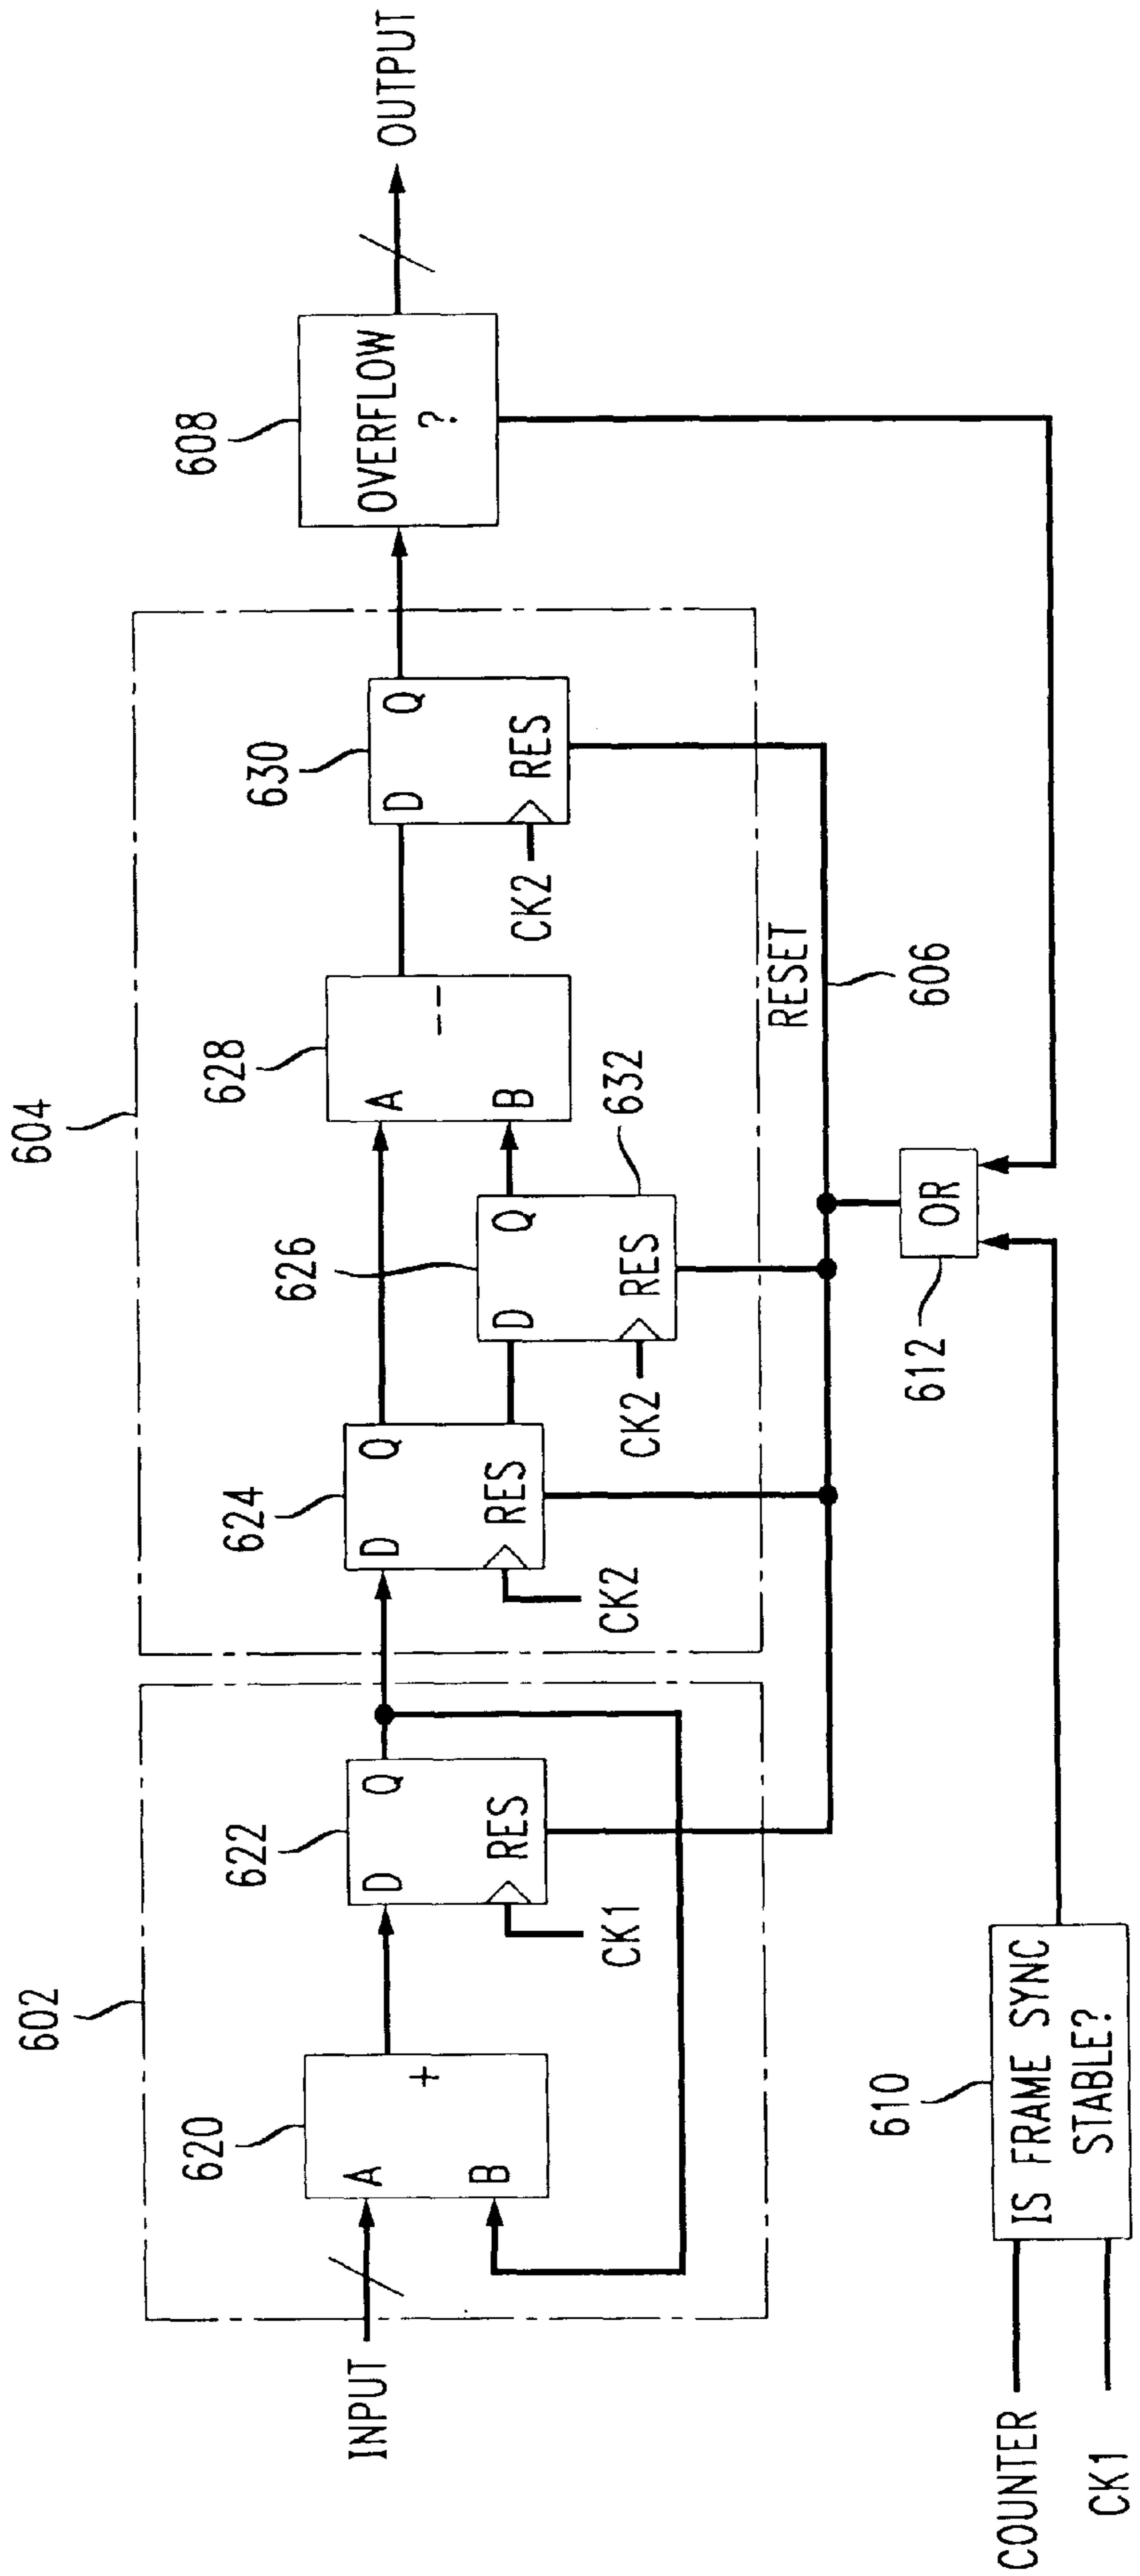 602
604
620
A
B
+
622
D
Q
RES
CK1
624
D
Q
RES
CK2
626
D
Q
RES
CK2
632
628
A
B
--
630
D
Q
RES
CK2
608
OVERFLOW
?
INPUT
OUTPUT
RESET
606
OR
612
610
IS FRAME SYNC
STABLE?
COUNTER
CK1